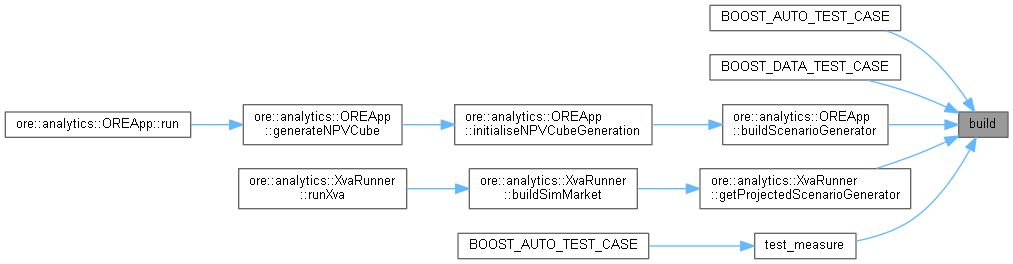 BOOST_AUTO_TEST_CASE
BOOST_DATA_TEST_CASE
ore::analytics::OREApp::run
ore::analytics::OREApp
::generateNPVCube
ore::analytics::OREApp
::initialiseNPVCubeGeneration
ore::analytics::OREApp
::buildScenarioGenerator
build
ore::analytics::XvaRunner
::runXva
ore::analytics::XvaRunner
::buildSimMarket
ore::analytics::XvaRunner
::getProjectedScenarioGenerator
BOOST_AUTO_TEST_CASE
test_measure